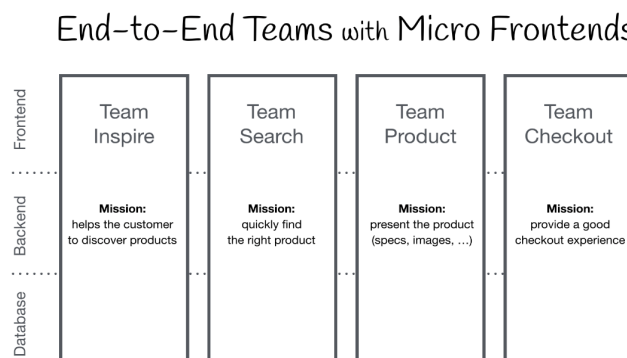 End-to-End Teams with Micro Frontends
Frontend
Team
Inspire
Team
Search
Team
Product
Team
Checkout
Backend
Mission:
helps the customer
to discover products
Mission:
quickly find
the right product
Mission:
present the product
(specs, images, …)
Mission:
provide a good
checkout experience
Database